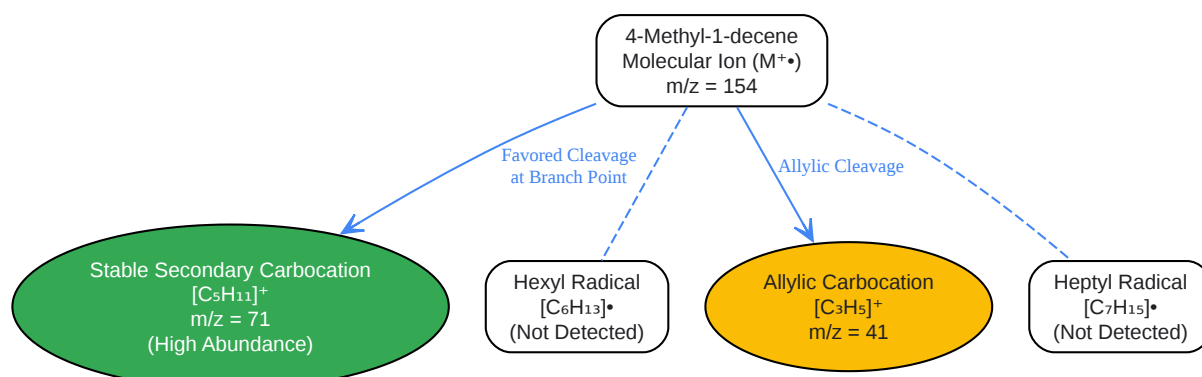 4-Methyl-1-decene
Molecular Ion (M⁺•)
m/z = 154
Favored Cleavage
at Branch Point
Allylic Cleavage
Stable Secondary Carbocation
[C₅H₁₁]⁺
m/z = 71
(High Abundance)
Hexyl Radical
[C₆H₁₃]•
(Not Detected)
Allylic Carbocation
[C₃H₅]⁺
m/z = 41
Heptyl Radical
[C₇H₁₅]•
(Not Detected)